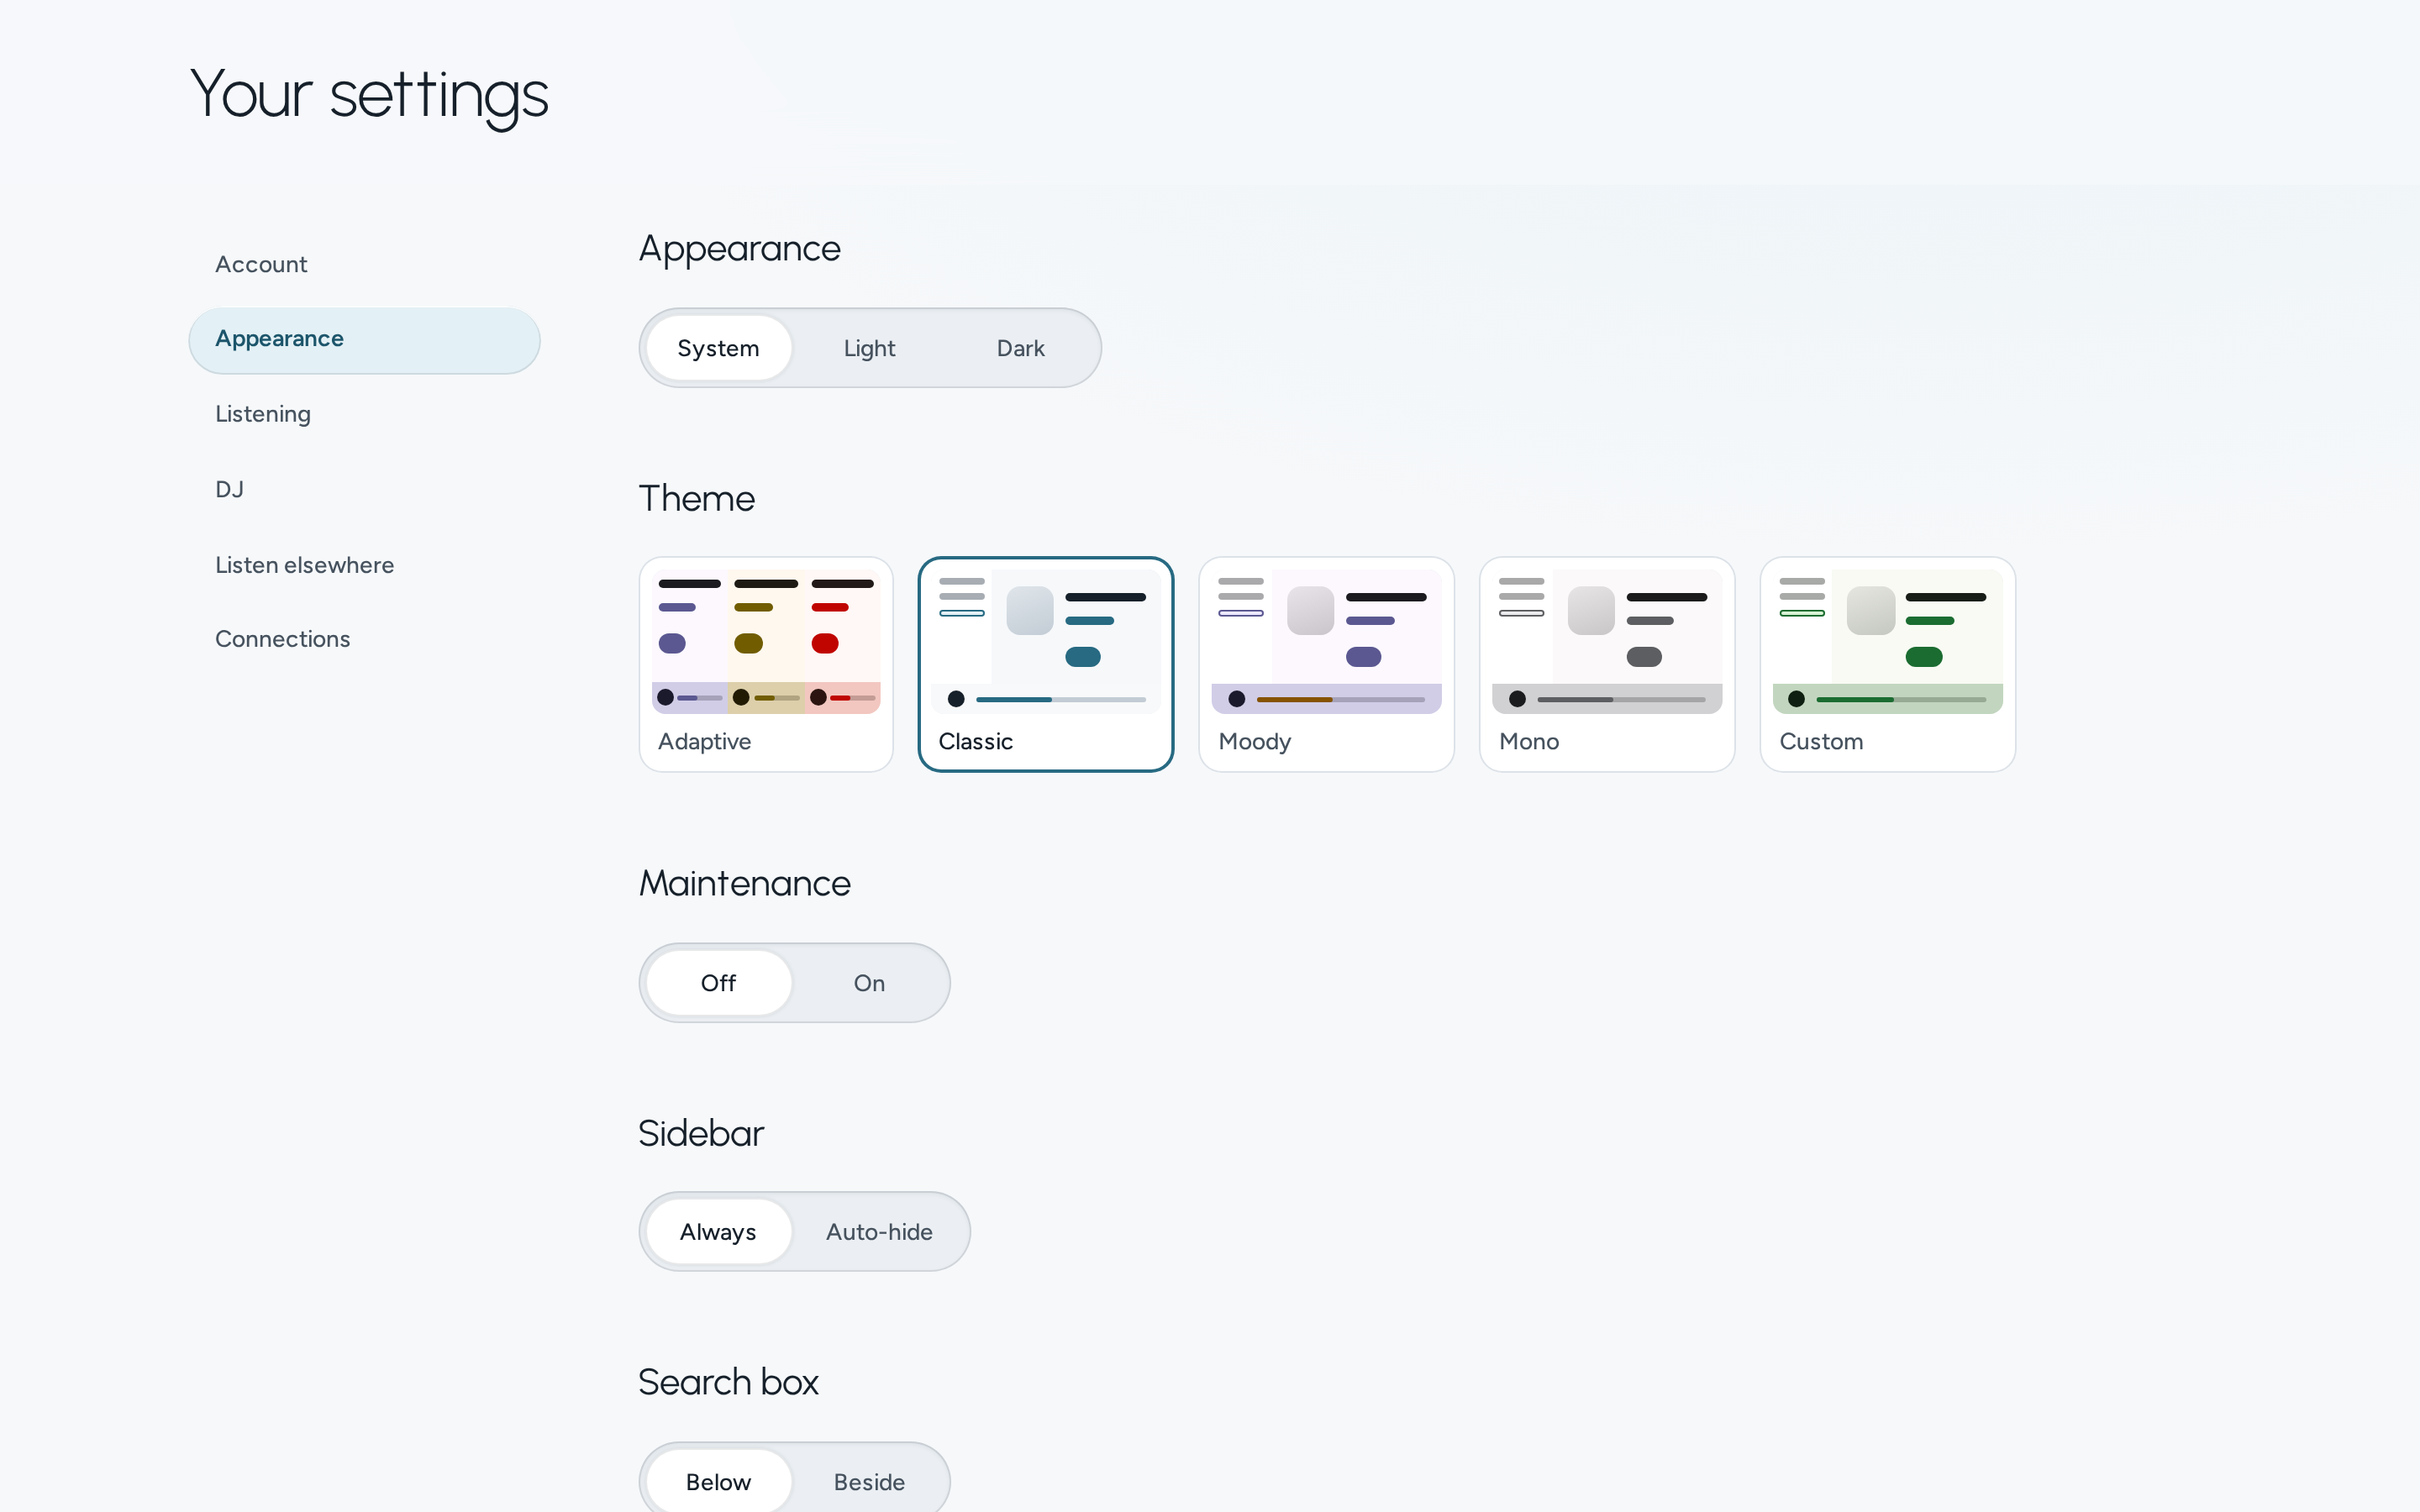 Your settings
Account
Appearance
Listening
DJ
Listen elsewhere
Connections
Appearance
System Light Dark
Theme
Adaptive Classic Moody Mono Custom
Maintenance
Off On
Sidebar
Always Auto-hide
Search box
Below Beside